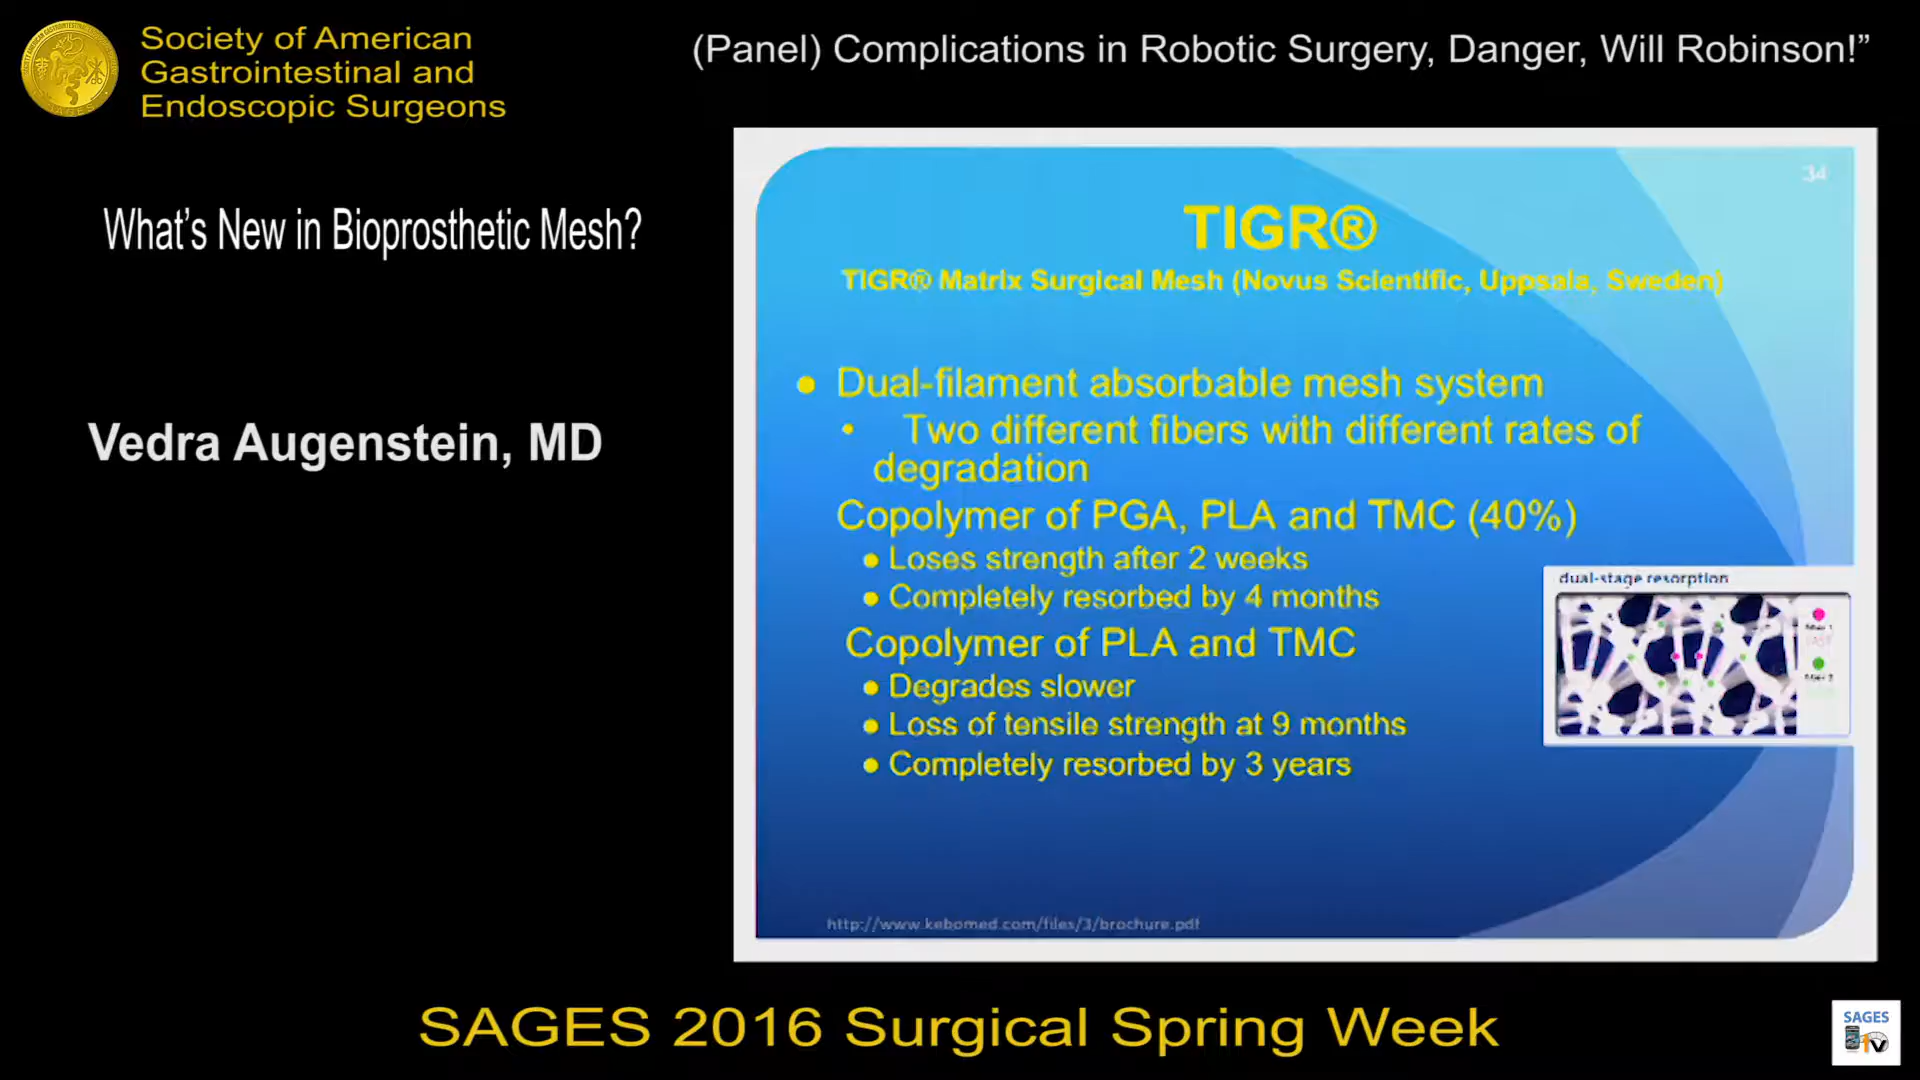 Society of American
Gastrointestinal and
Endoscopic Surgeons
(Panel) Complications in Robotic Surgery, Danger, Will Robinson!”
What’s New in Bioprosthetic Mesh?
Vedra Augenstein, MD
34
TIGR®
TIGR® Matrix Surgical Mesh (Novus Scientific, Uppsala, Sweden)
● Dual-filament absorbable mesh system
• Two different fibers with different rates of
degradation
Copolymer of PGA, PLA and TMC (40%)
● Loses strength after 2 weeks
● Completely resorbed by 4 months
Copolymer of PLA and TMC
● Degrades slower
● Loss of tensile strength at 9 months
● Completely resorbed by 3 years
dual-stage resorption
http://www.kebomed.com/files/3/brochure.pdf
SAGES 2016 Surgical Spring Week
SAGES
TV